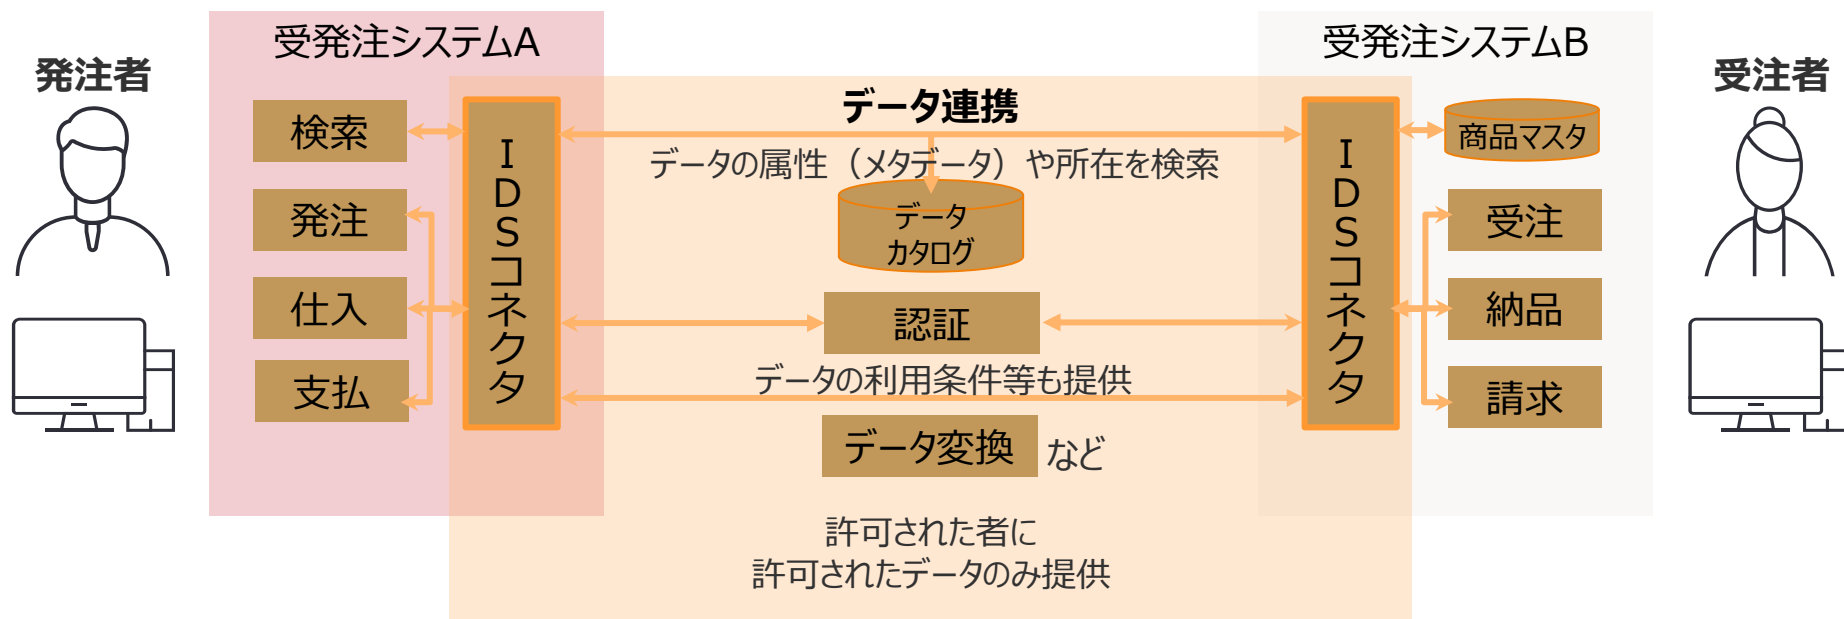 受発注システムA
受発注システムB
発注者
受注者
データ連携
検索
発注
仕入
支払
IDSコネクタ
データの属性（メタデータ）や所在を検索
データ
カタログ
認証
データの利用条件等も提供
データ変換 など
許可された者に
許可されたデータのみ提供
IDSコネクタ
商品マスタ
受注
納品
請求